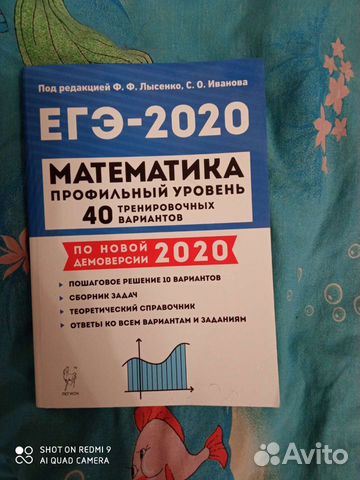 Под редакцией Ф. Ф. Лысенко, С. О. Иванова
ЕГЭ-2020
МАТЕМАТИКА
ПРОФИЛЬНЫЙ УРОВЕНЬ
40 ТРЕНИРОВОЧНЫХ
ВАРИАНТОВ
ПО НОВОЙ
ДЕМОВЕРСИИ 2020
ПОШАГОВОЕ РЕШЕНИЕ 10 ВАРИАНТОВ
СБОРНИК ЗАДАЧ
ТЕОРЕТИЧЕСКИЙ СПРАВОЧНИК
ОТВЕТЫ КО ВСЕМ ВАРИАНТАМ И ЗАДАНИЯМ
ЛЕГИОН
SHOT ON REDMI 9
AI QUAD CAMERA
Avito